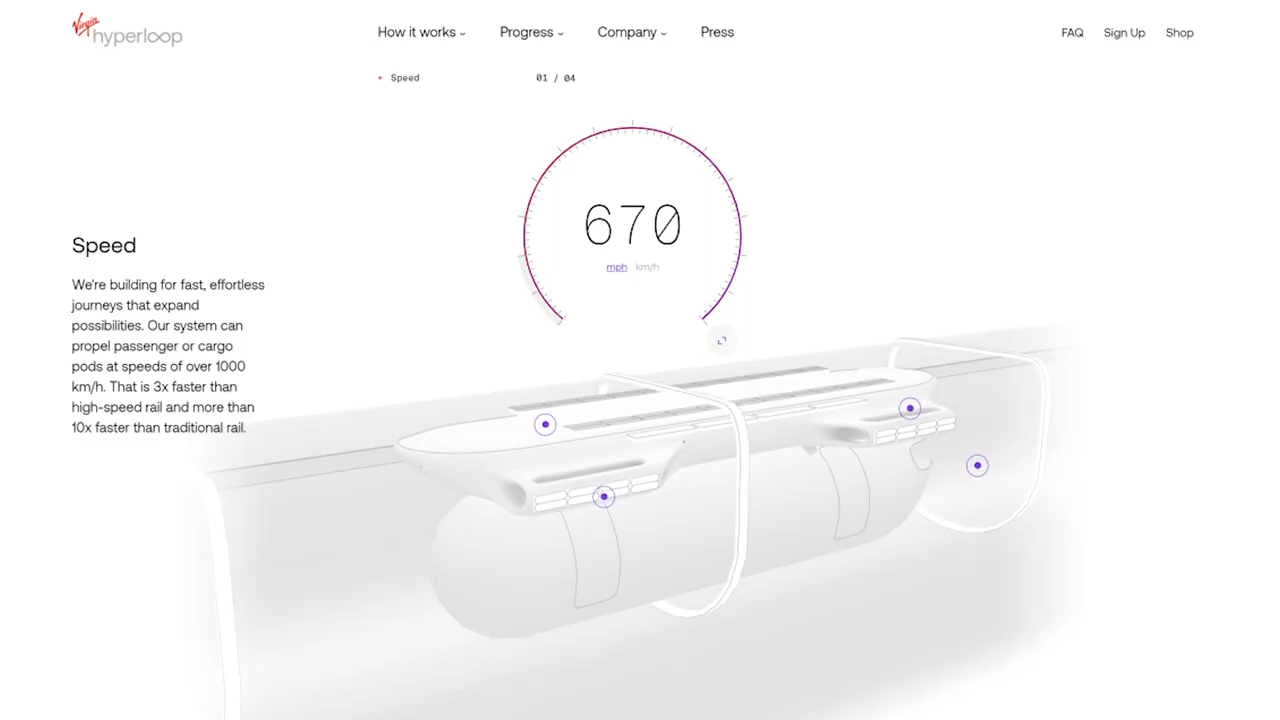 Virgin
hyperloop
How it works
Progress
Company
Press
FAQ
Sign Up
Shop
Speed
01 / 04
670
mph km/h
Speed
We're building for fast, effortless
journeys that expand
possibilities. Our system can
propel passenger or cargo
pods at speeds of over 1000
km/h. That is 3x faster than
high-speed rail and more than
10x faster than traditional rail.